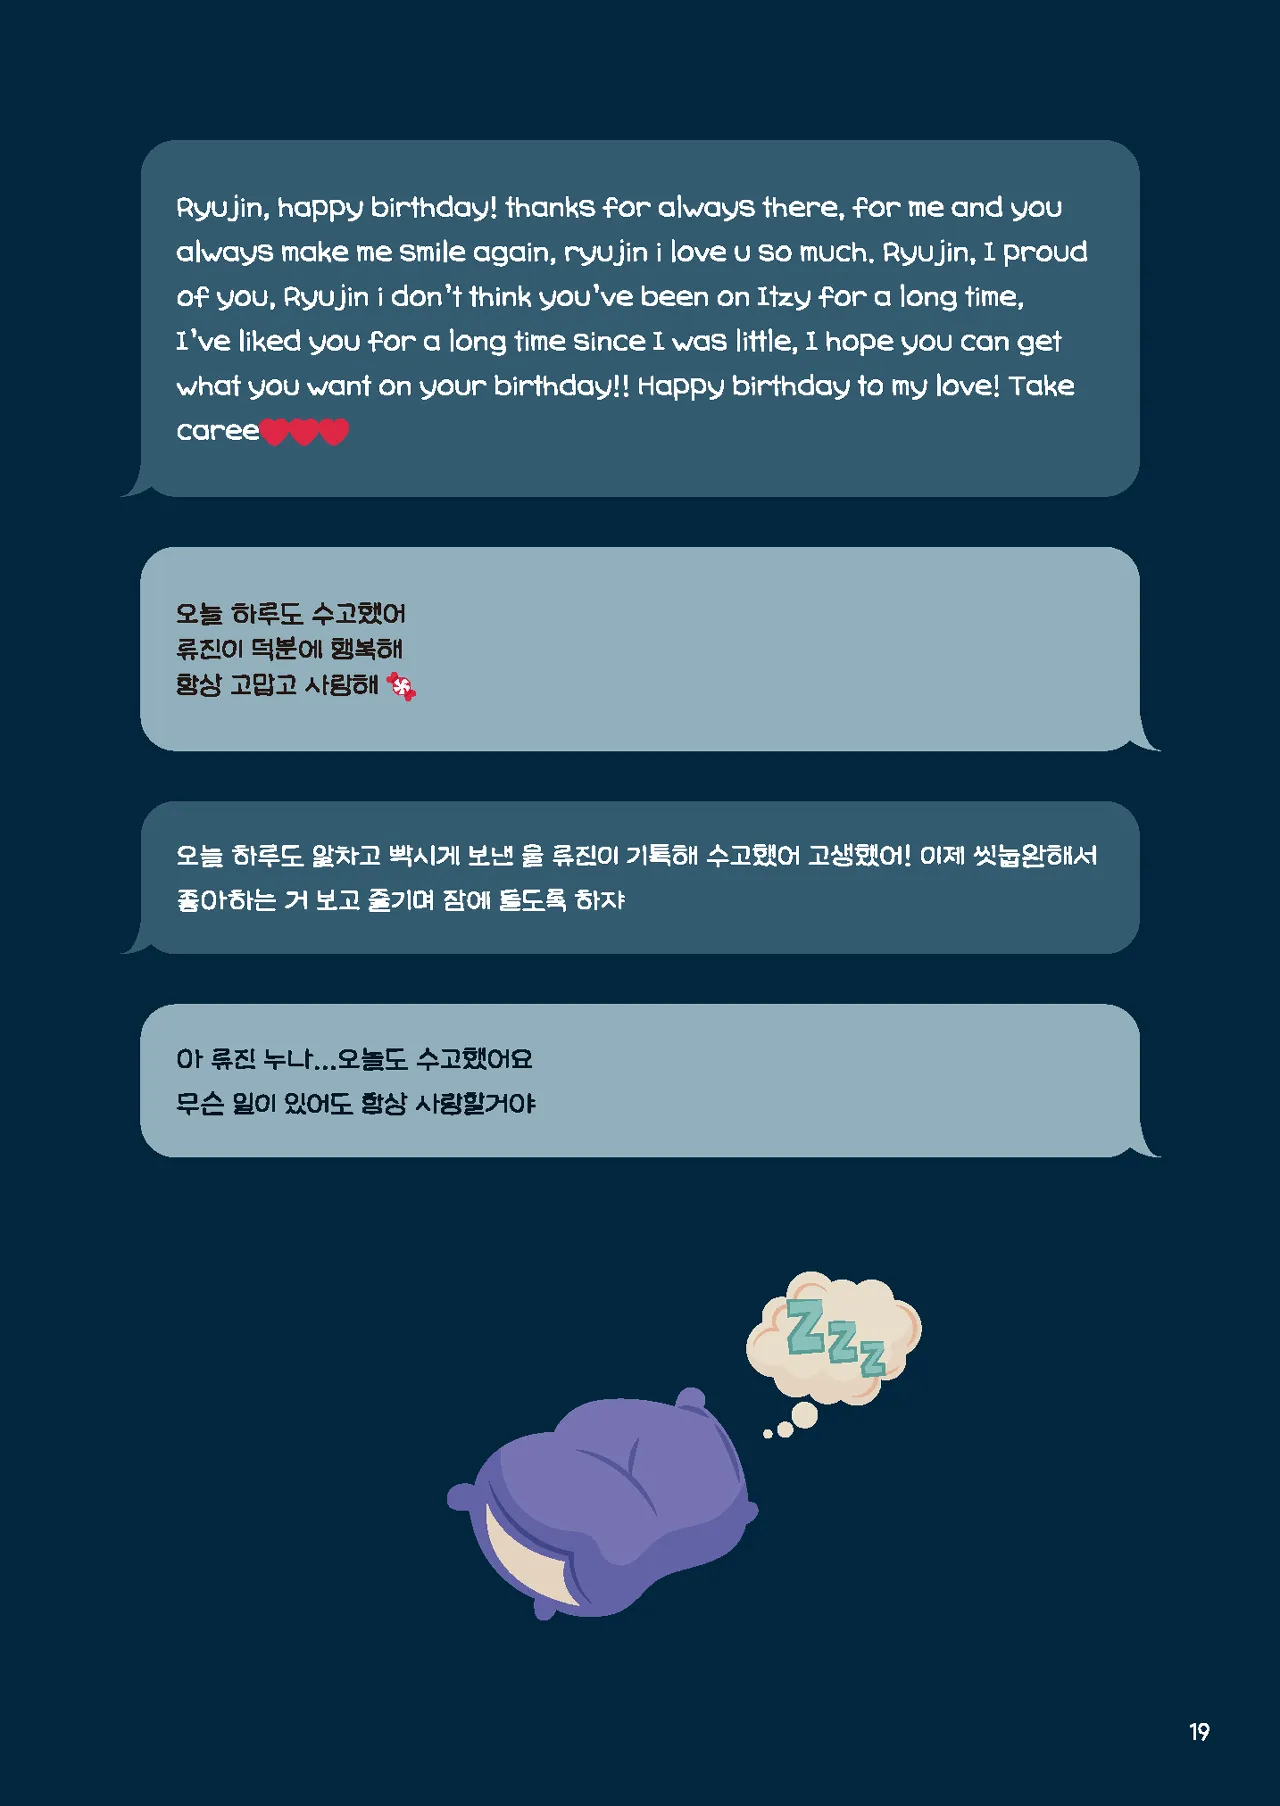 Ryujin, happy birthday! thanks for always there, for me and you
always make me smile again, ryujin i love u so much. Ryujin, I proud
of you, Ryujin i don't think you've been on Itzy for a long time,
I've liked you for a long time since I was little, I hope you can get
what you want on your birthday!! Happy birthday to my love! Take
caree❤❤❤
오늘 하루도 수고했어
류진이 덕분에 행복해
항상 고맙고 사랑해 🍬
오늘 하루도 알차고 빡시게 보낸 울 류진이 기특해 수고했어 고생했어! 이제 씻눕완해서
좋아하는 거 보고 즐기며 잠에 들도록 하쟈
아 류진 누나...오늘도 수고했어요
무슨 일이 있어도 항상 사랑할거야
Zzz
19